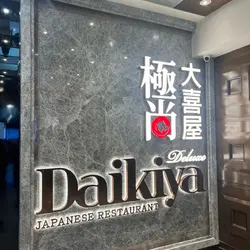 極尚
大喜屋
Deluxe
Daikiya
JAPANESE RESTAURANT